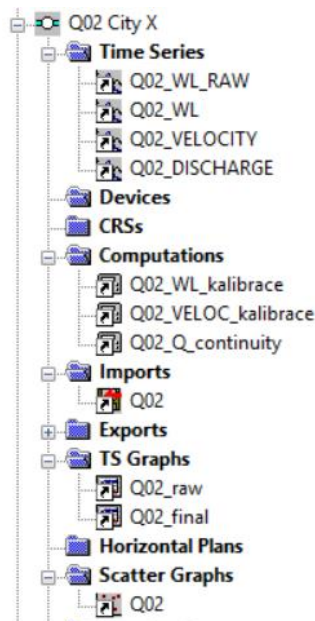 Q02 City X
Time Series
Q02_WL_RAW
Q02_WL
Q02_VELOCITY
Q02_DISCHARGE
Devices
CRSs
Computations
Q02_WL_kalibrace
Q02_VELOC_kalibrace
Q02_Q_continuity
Imports
Q02
Exports
TS Graphs
Q02_raw
Q02_final
Horizontal Plans
Scatter Graphs
Q02